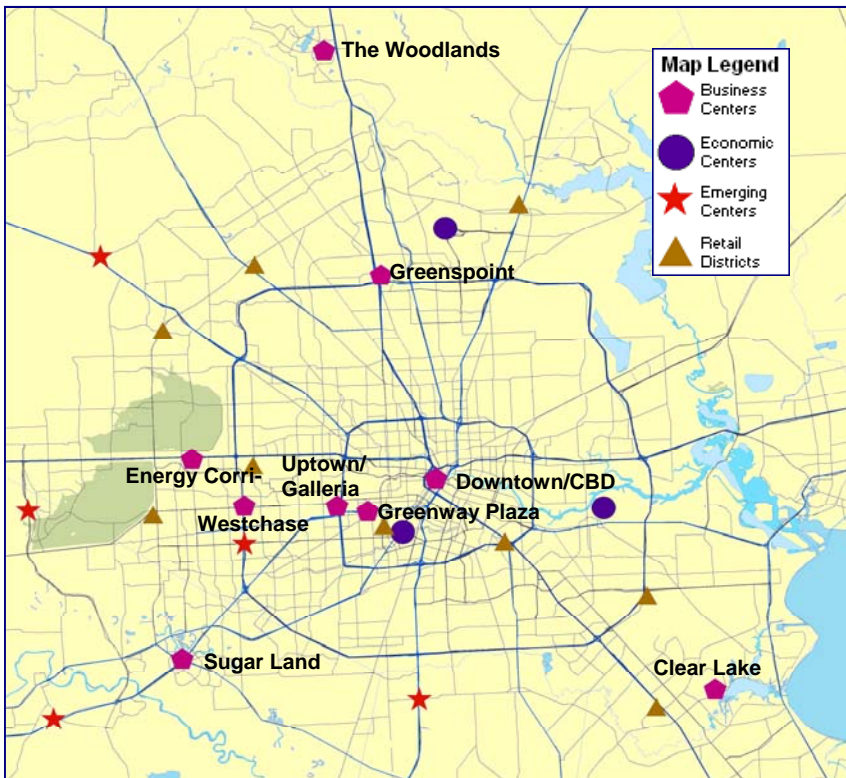 The Woodlands
Map Legend
Business
Centers
Economic
Centers
Emerging
Centers
Retail
Districts
Greenspoint
Energy Corri-
Uptown/
Galleria
Downtown/CBD
Westchase
Greenway Plaza
Sugar Land
Clear Lake